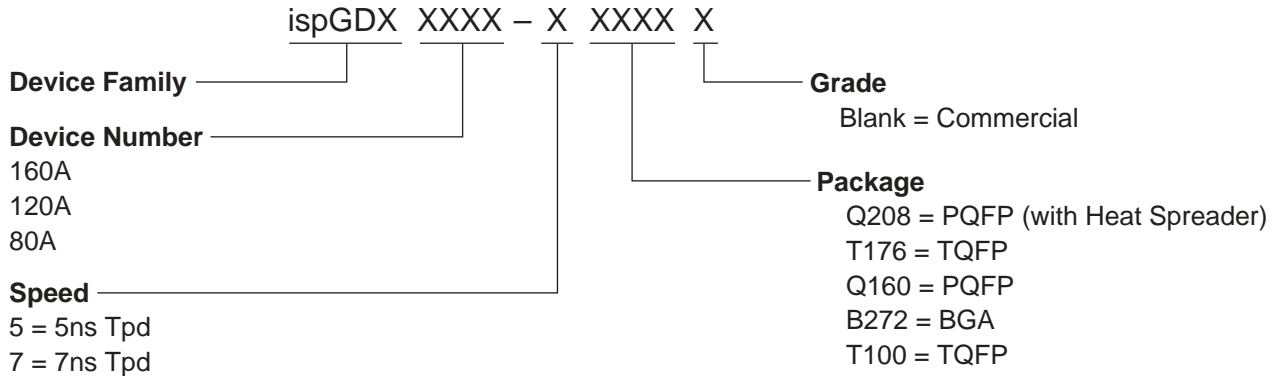 ispGDX XXXX – X XXXX X
Device Family
Device Number
160A
120A
80A
Speed
5 = 5ns Tpd
7 = 7ns Tpd
Grade
Blank = Commercial
Package
Q208 = PQFP (with Heat Spreader)
T176 = TQFP
Q160 = PQFP
B272 = BGA
T100 = TQFP